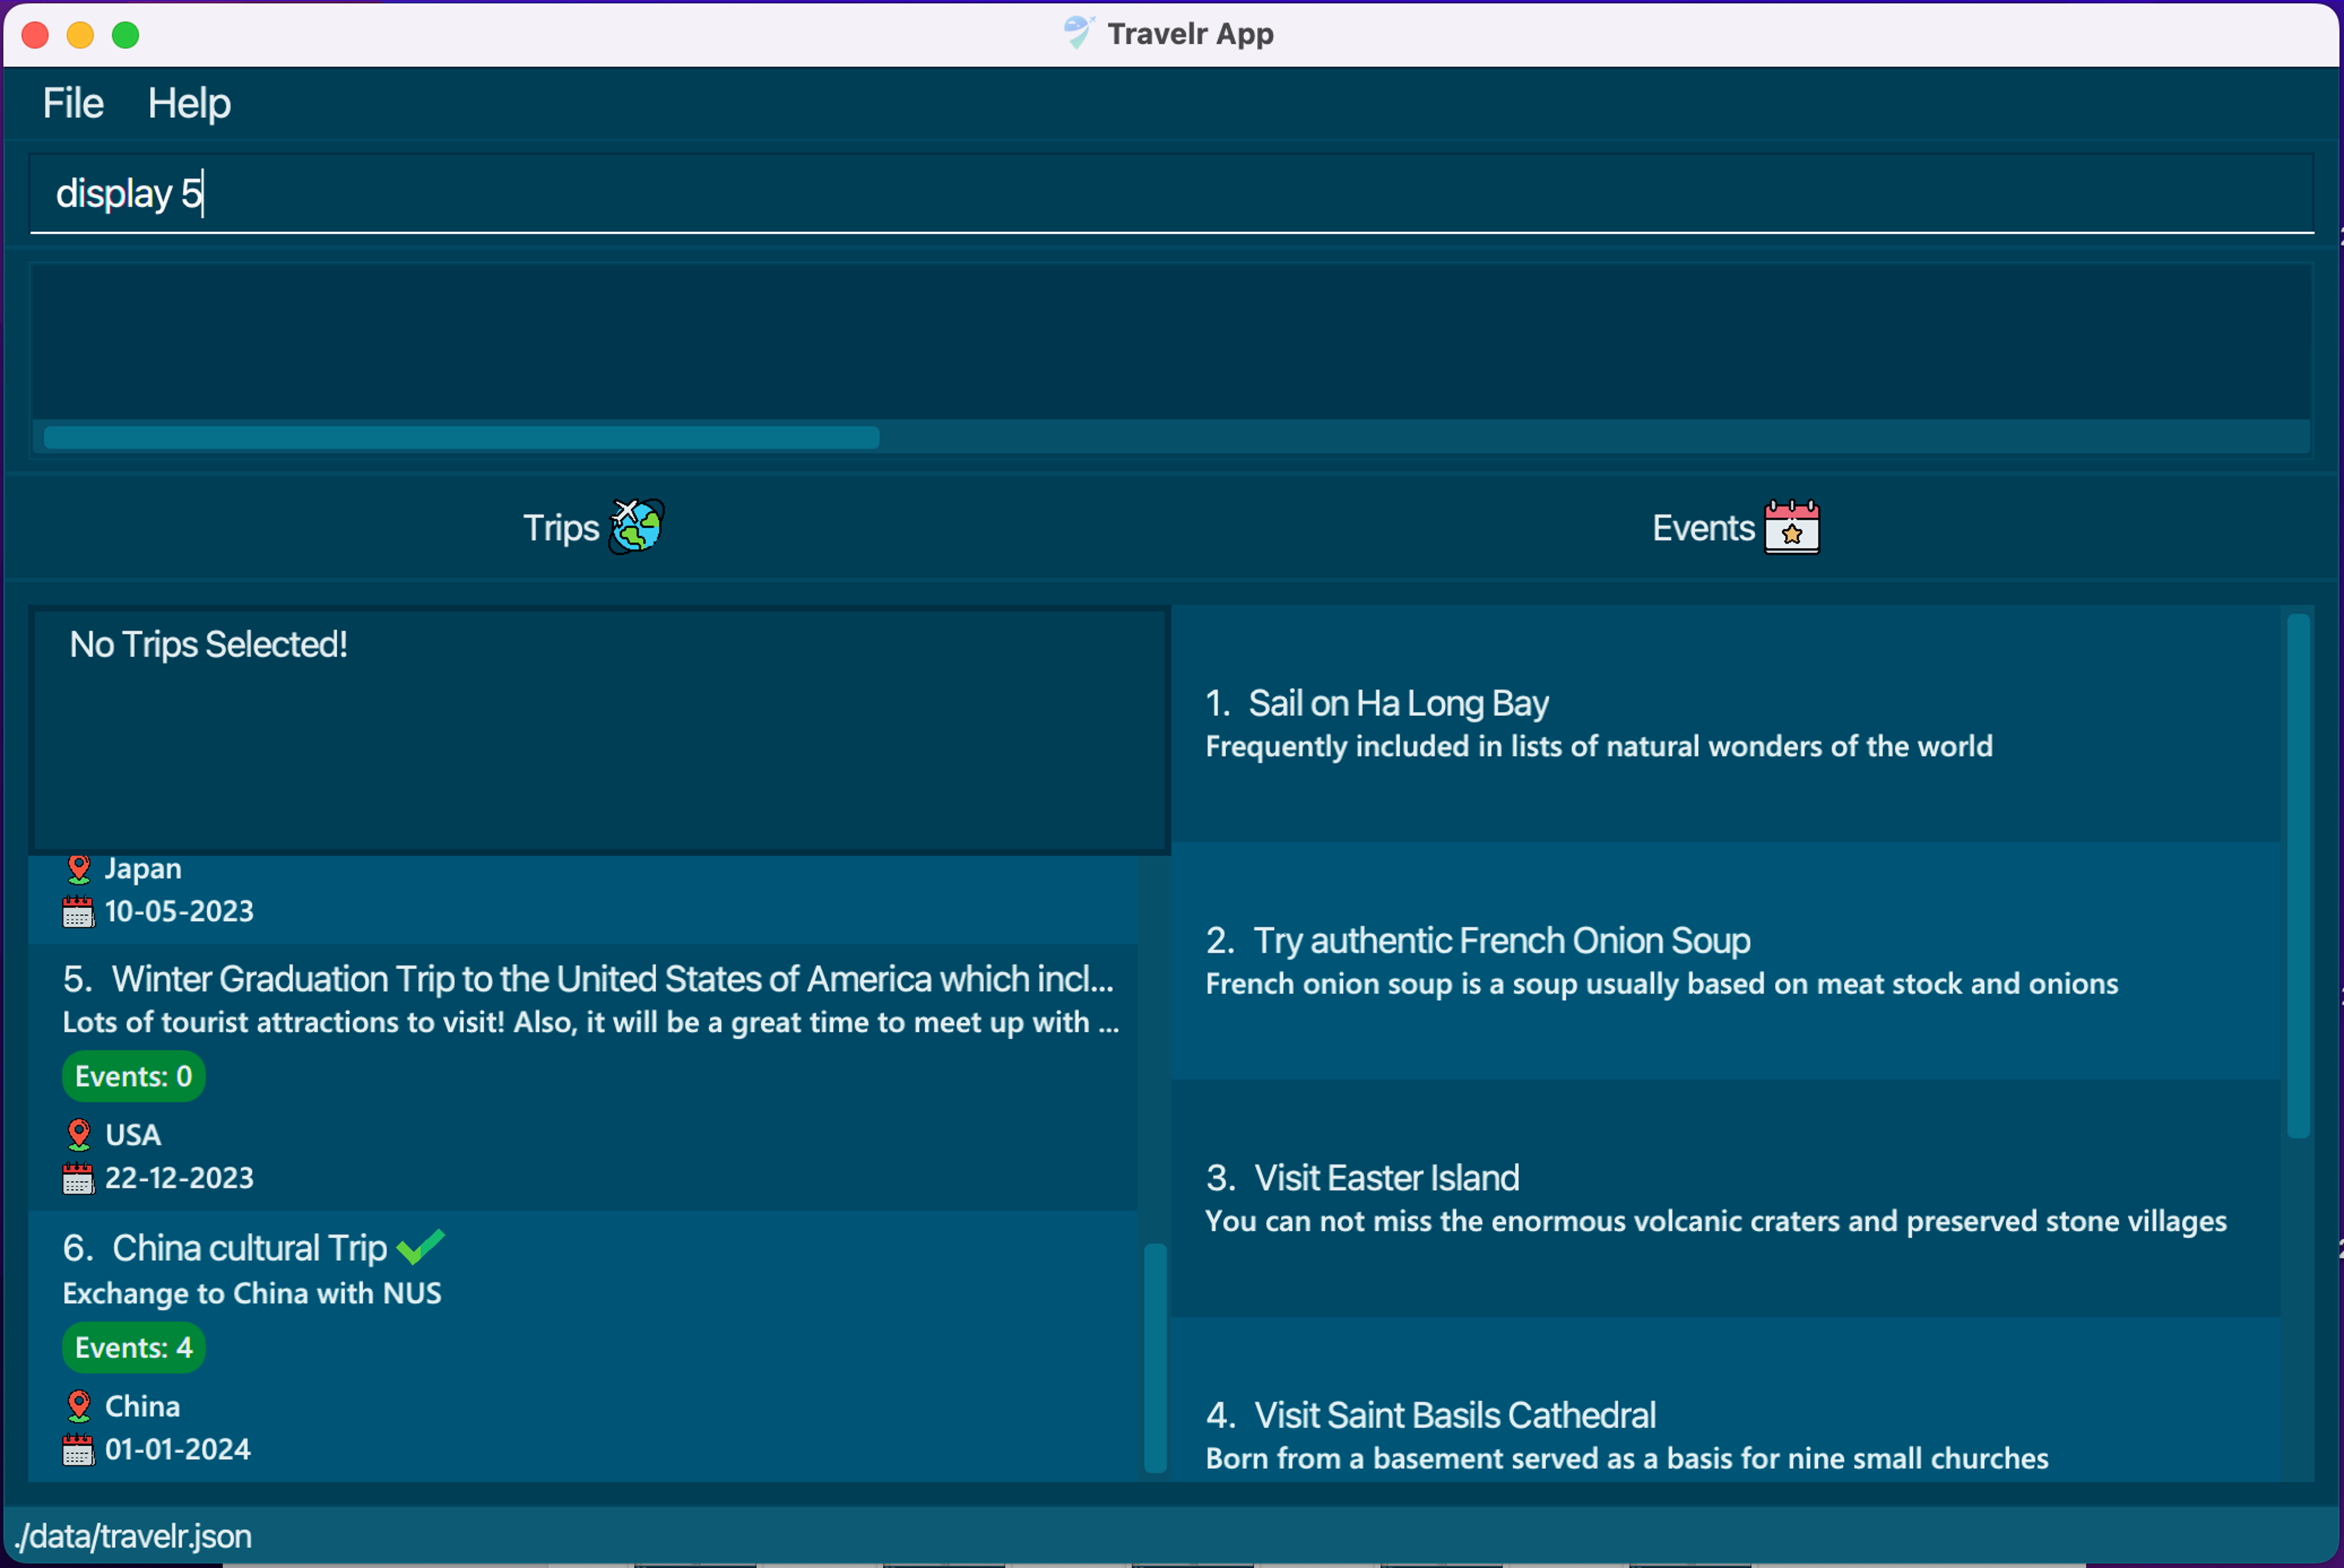 Travelr App
File Help
display 5
Trips
Events
No Trips Selected!
Japan
10-05-2023
5. Winter Graduation Trip to the United States of America which incl...
Lots of tourist attractions to visit! Also, it will be a great time to meet up with ...
Events: 0
USA
22-12-2023
6. China cultural Trip
Exchange to China with NUS
Events: 4
China
01-01-2024
1. Sail on Ha Long Bay
Frequently included in lists of natural wonders of the world
2. Try authentic French Onion Soup
French onion soup is a soup usually based on meat stock and onions
3. Visit Easter Island
You can not miss the enormous volcanic craters and preserved stone villages
4. Visit Saint Basils Cathedral
Born from a basement served as a basis for nine small churches
./data/travelr.json